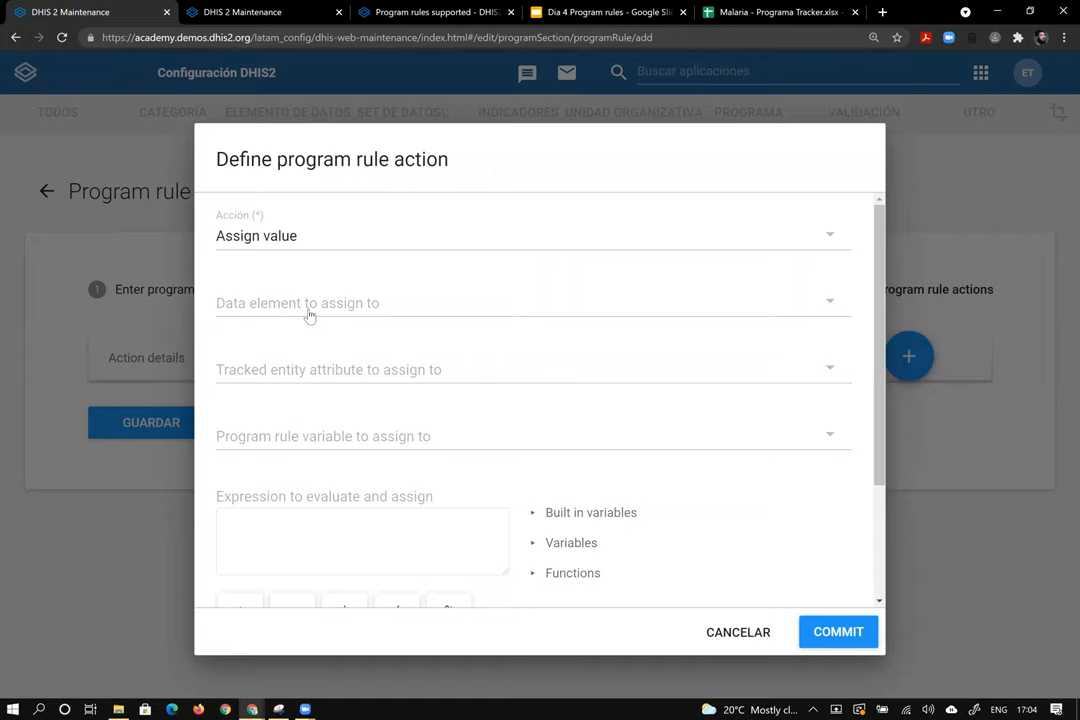 DHIS 2 Maintenance
DHIS 2 Maintenance
Program rules supported - DHIS
Dia 4 Program rules - Google Slid
Malaria - Programa Tracker.xlsx -
https://academy.demos.dhis2.org/latam_config/dhis-web-maintenance/index.html#/edit/programSection/programRule/add
Configuración DHIS2
Buscar aplicaciones
ET
TODOS CATEGORÍA ELEMENTO DE DATOS SET DE DATOS INDICADORES UNIDAD ORGANIZATIVA PROGRAMA VALIDACIÓN OTRO
Define program rule action
Program rule
Acción (*)
Assign value
1 Enter program
Data element to assign to
rogram rule actions
Action details
Tracked entity attribute to assign to
GUARDAR
Program rule variable to assign to
Expression to evaluate and assign
Built in variables
Variables
Functions
CANCELAR
COMMIT
20°C Mostly cl...
ENG
17:04